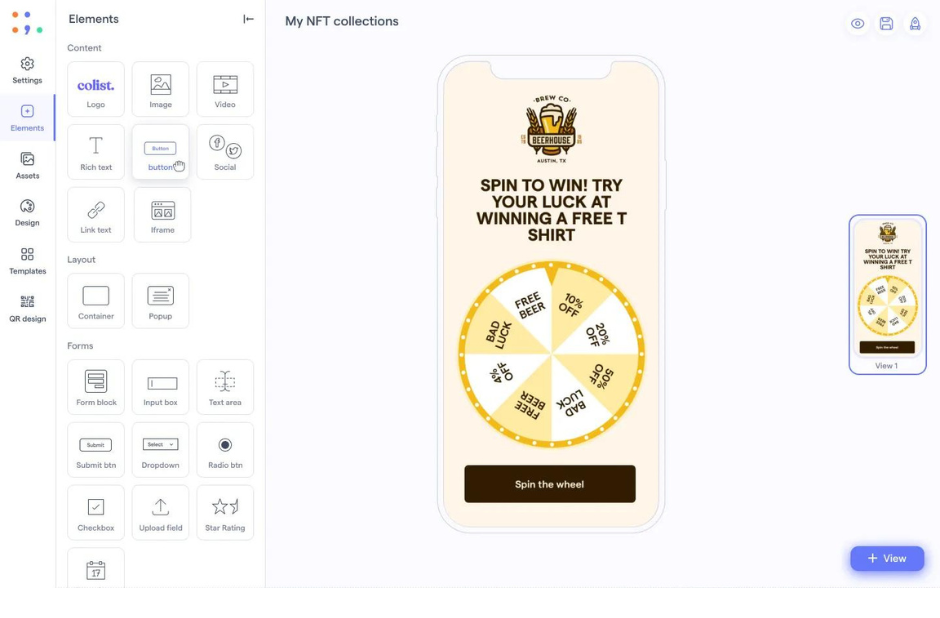 Elements
My NFT collections
Settings
Elements
Assets
Design
Templates
QR design
Content
colist.
Logo
Image
Video
T
Rich text
Button
button
Social
Link text
Iframe
Layout
Container
Popup
Forms
Form block
Input box
Text area
Submit
Submit btn
Select
Dropdown
Radio btn
Checkbox
Upload field
Star Rating
17
BREW CO
BEERHOUSE
AUSTIN, TX
SPIN TO WIN! TRY
YOUR LUCK AT
WINNING A FREE T
SHIRT
FREE
BEER
10%
OFF
20%
OFF
50%
OFF
BAD
LUCK
FREE
BEER
4%
OFF
BAD
LUCK
Spin the wheel
SPIN TO WIN! TRY
YOUR LUCK AT
WINNING A FREE T
SHIRT
Spin the wheel
View 1
+ View